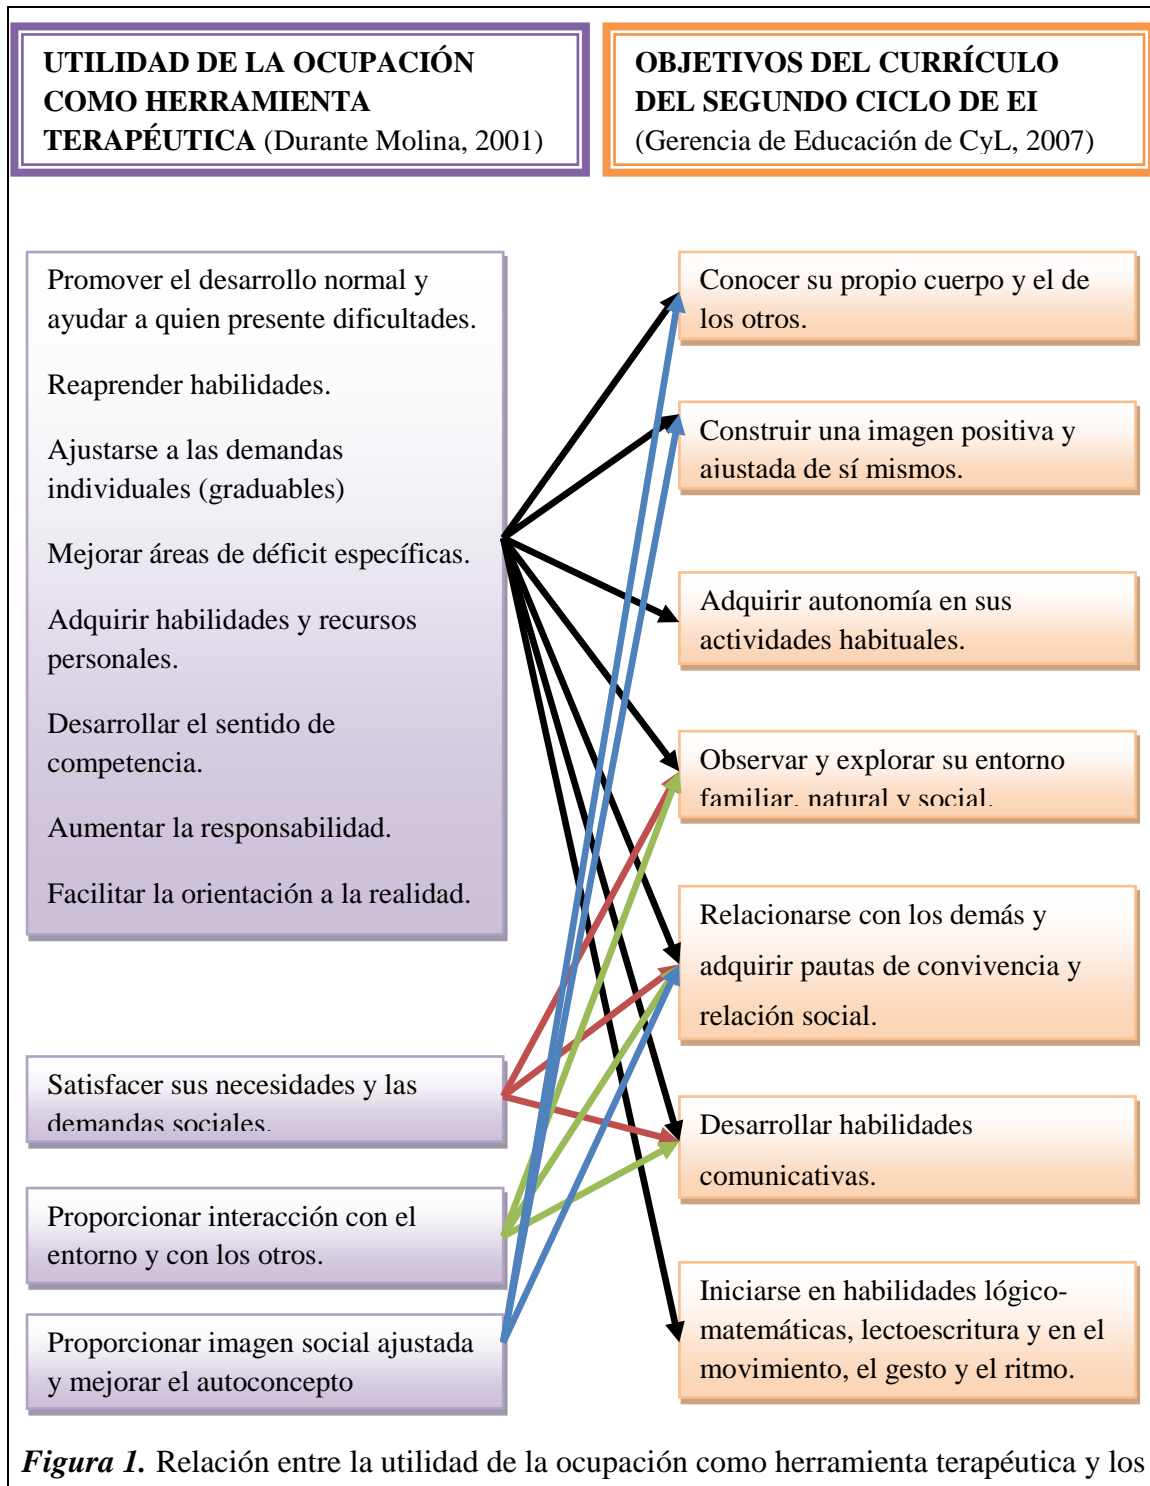 UTILIDAD DE LA OCUPACIÓN
COMO HERRAMIENTA
TERAPÉUTICA (Durante Molina, 2001)
OBJETIVOS DEL CURRÍCULO
DEL SEGUNDO CICLO DE EI
(Gerencia de Educación de CyL, 2007)
Promover el desarrollo normal y
ayudar a quien presente dificultades.
Reaprender habilidades.
Ajustarse a las demandas
individuales (graduables)
Mejorar áreas de déficit específicas.
Adquirir habilidades y recursos
personales.
Desarrollar el sentido de
competencia.
Aumentar la responsabilidad.
Facilitar la orientación a la realidad.
Satisfacer sus necesidades y las
demandas sociales.
Proporcionar interacción con el
entorno y con los otros.
Proporcionar imagen social ajustada
y mejorar el autoconcepto
Conocer su propio cuerpo y el de
los otros.
Construir una imagen positiva y
ajustada de sí mismos.
Adquirir autonomía en sus
actividades habituales.
Observar y explorar su entorno
familiar, natural y social.
Relacionarse con los demás y
adquirir pautas de convivencia y
relación social.
Desarrollar habilidades
comunicativas.
Iniciarse en habilidades lógico-
matemáticas, lectoescritura y en el
movimiento, el gesto y el ritmo.
Figura 1. Relación entre la utilidad de la ocupación como herramienta terapéutica y los